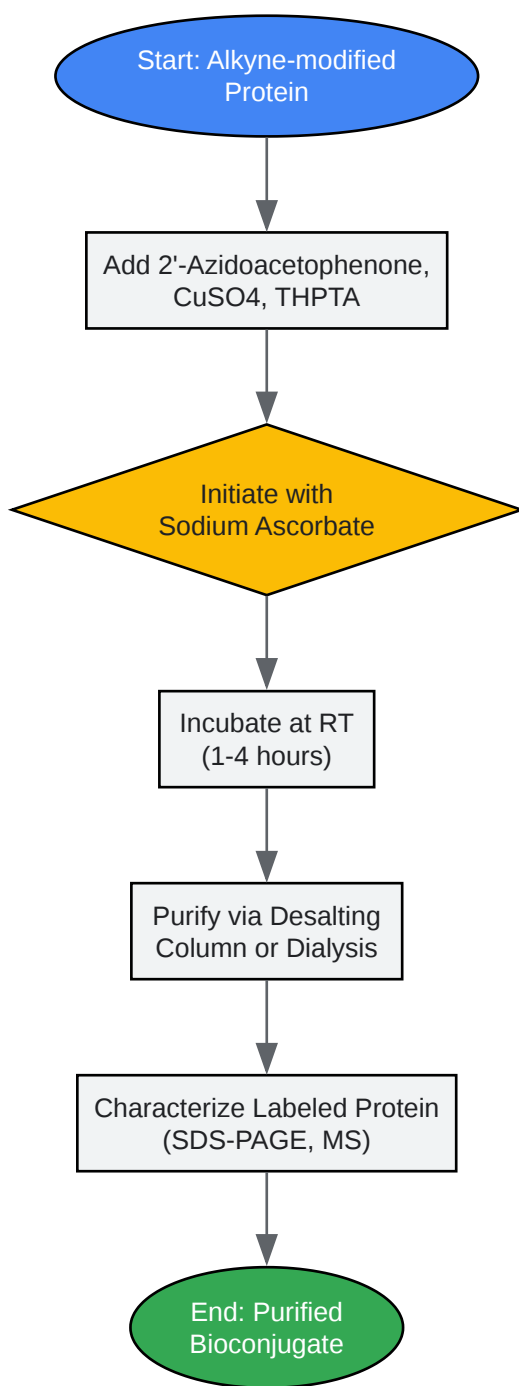 Start: Alkyne-modified
Protein
Add 2'-Azidoacetophenone,
CuSO4, THPTA
Initiate with
Sodium Ascorbate
Incubate at RT
(1-4 hours)
Purify via Desalting
Column or Dialysis
Characterize Labeled Protein
(SDS-PAGE, MS)
End: Purified
Bioconjugate